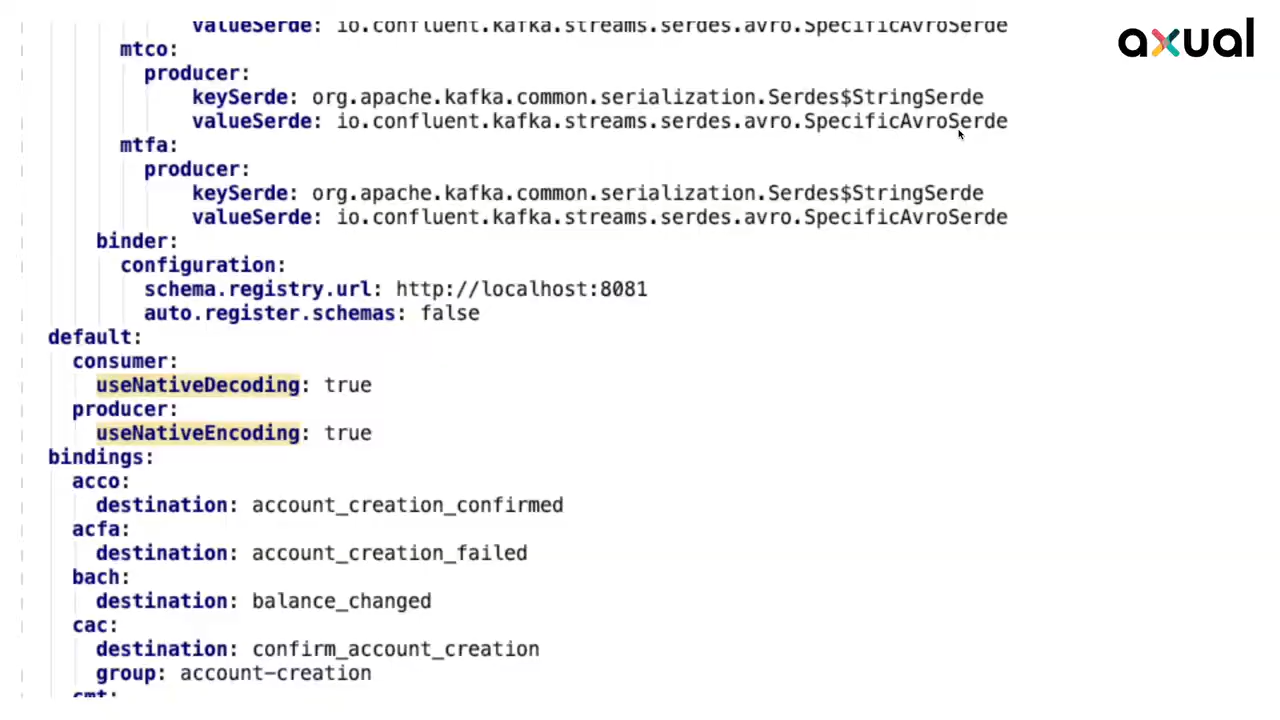 valueSerde: io.confluent.kafka.streams.serdes.avro.SpecificAvroSerde
axual
mtco:
producer:
keySerde: org.apache.kafka.common.serialization.Serdes$StringSerde
valueSerde: io.confluent.kafka.streams.serdes.avro.SpecificAvroSerde
mtfa:
producer:
keySerde: org.apache.kafka.common.serialization.Serdes$StringSerde
valueSerde: io.confluent.kafka.streams.serdes.avro.SpecificAvroSerde
binder:
configuration:
schema.registry.url: http://localhost:8081
auto.register.schemas: false
default:
consumer:
useNativeDecoding: true
producer:
useNativeEncoding: true
bindings:
acco:
destination: account_creation_confirmed
acfa:
destination: account_creation_failed
bach:
destination: balance_changed
cac:
destination: confirm_account_creation
group: account-creation
cmt: